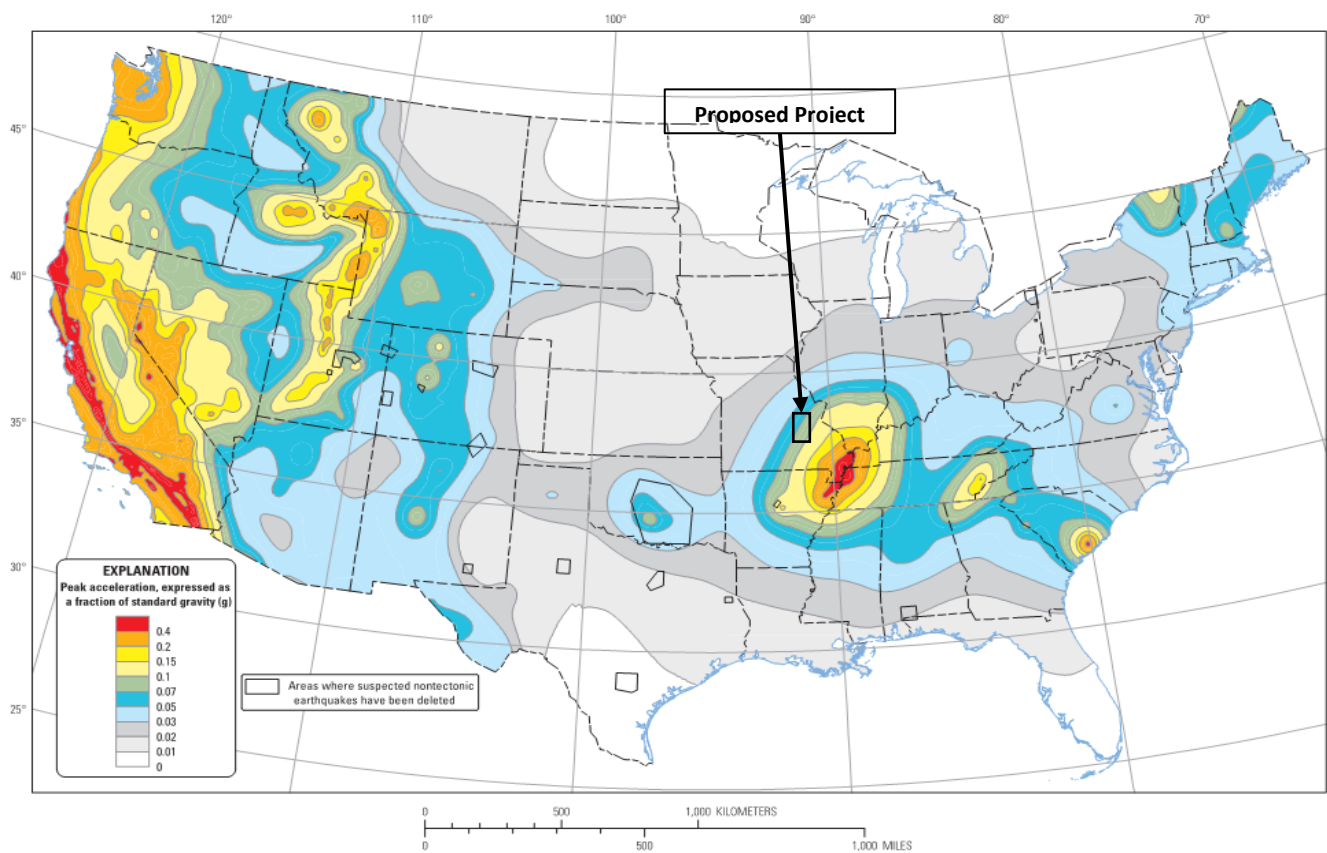 120°
110°
100°
90°
80°
70°
45°
40°
35°
30°
25°
Proposed Project
EXPLANATION
Peak acceleration, expressed as
a fraction of standard gravity (g)
0.4
0.2
0.15
0.1
0.07
0.05
0.03
0.02
0.01
0
Areas where suspected nontectonic
earthquakes have been deleted
0 500 1,000 KILOMETERS
0 500 1,000 MILES